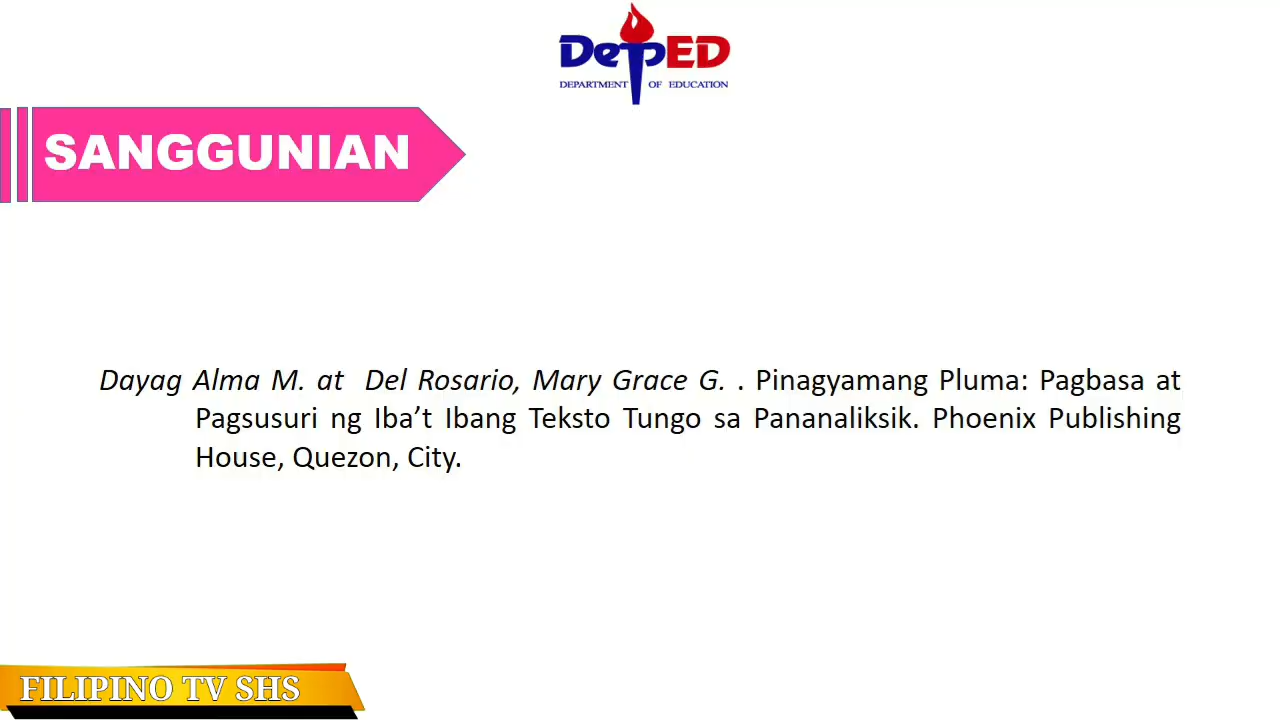 DepED
DEPARTMENT OF EDUCATION
SANGGUNIAN
Dayag Alma M. at Del Rosario, Mary Grace G. . Pinagyamang Pluma: Pagbasa at
Pagsusuri ng Iba’t Ibang Teksto Tungo sa Pananaliksik. Phoenix Publishing
House, Quezon, City.
FILIPINO TV SHS